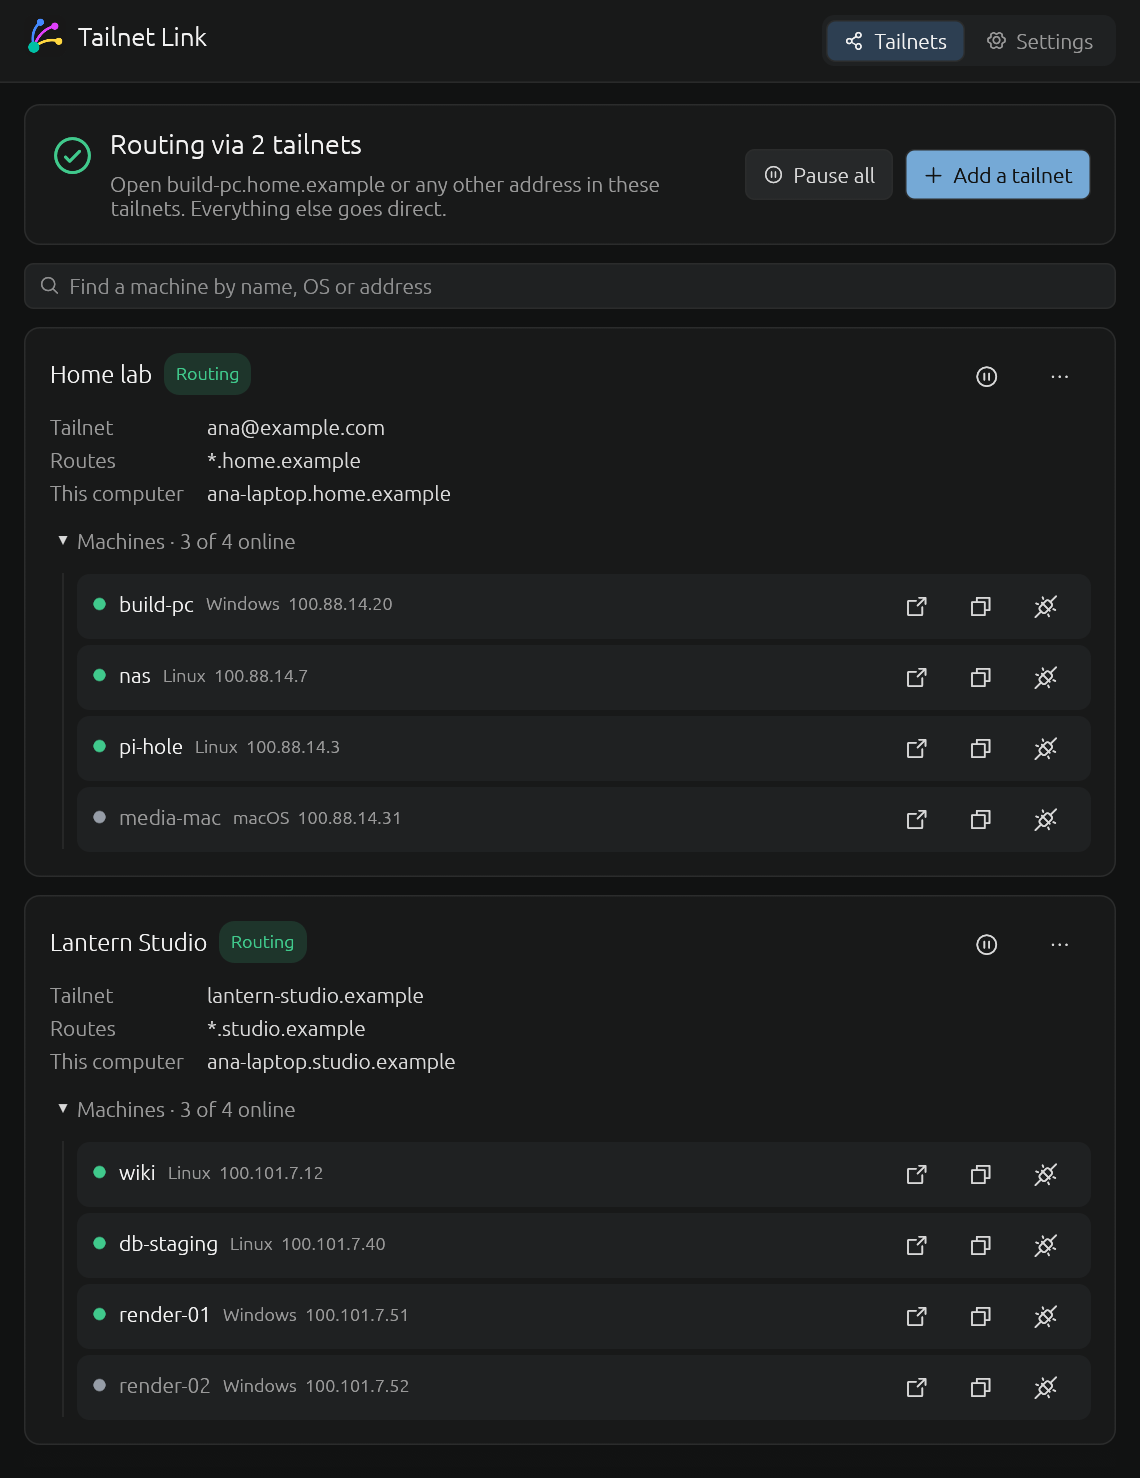 Tailnet Link
Tailnets
Settings
Routing via 2 tailnets
Open build-pc.home.example or any other address in these
tailnets. Everything else goes direct.
Pause all
Add a tailnet
Find a machine by name, OS or address
Home lab Routing
Tailnet ana@example.com
Routes *.home.example
This computer ana-laptop.home.example
Machines · 3 of 4 online
build-pc Windows 100.88.14.20
nas Linux 100.88.14.7
pi-hole Linux 100.88.14.3
media-mac macOS 100.88.14.31
Lantern Studio Routing
Tailnet lantern-studio.example
Routes *.studio.example
This computer ana-laptop.studio.example
Machines · 3 of 4 online
wiki Linux 100.101.7.12
db-staging Linux 100.101.7.40
render-01 Windows 100.101.7.51
render-02 Windows 100.101.7.52